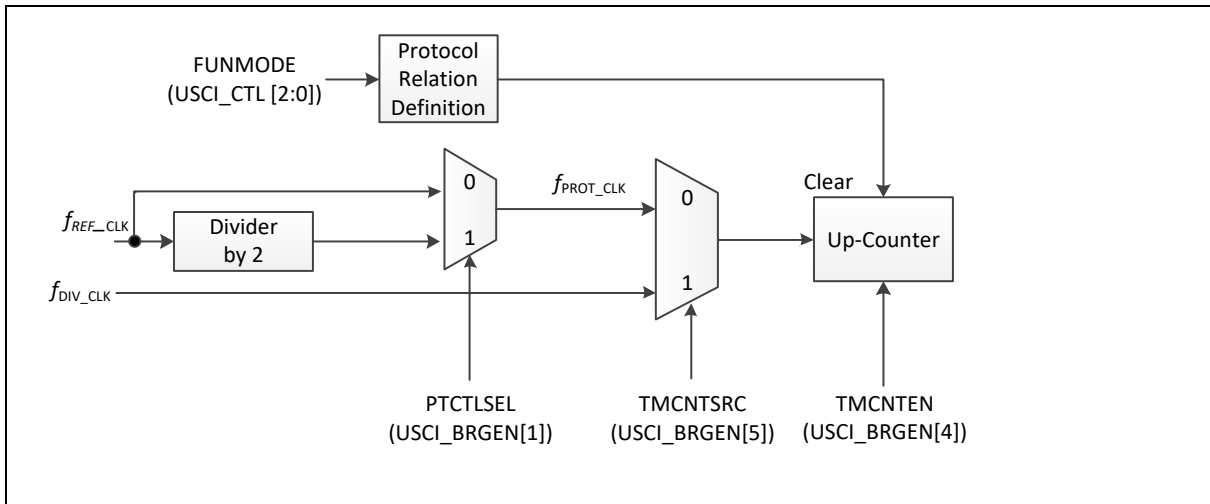 FUNMODE
(USCI_CTL [2:0])
Protocol
Relation
Definition
0
1
fREF_CLK
Divider
by 2
fPROT_CLK
0
1
Clear
Up-Counter
fDIV_CLK
PTCTLSEL
(USCI_BRGEN[1])
TMCNTSRC
(USCI_BRGEN[5])
TMCNTEN
(USCI_BRGEN[4])